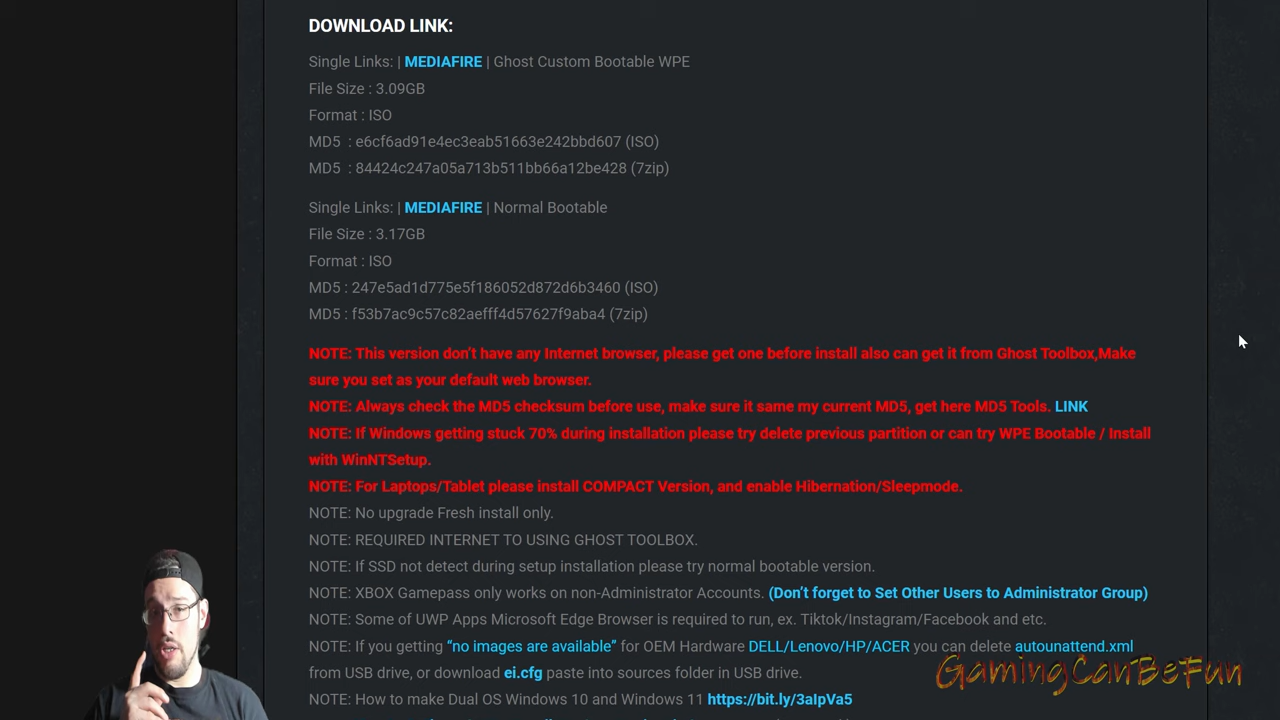 DOWNLOAD LINK:
Single Links: | MEDIAFIRE | Ghost Custom Bootable WPE
File Size : 3.09GB
Format : ISO
MD5  : e6cf6ad91e4ec3eab51663e242bbd607 (ISO)
MD5  : 84424c247a05a713b511bb66a12be428 (7zip)
Single Links: | MEDIAFIRE | Normal Bootable
File Size : 3.17GB
Format : ISO
MD5 : 247e5ad1d775e5f186052d872d6b3460 (ISO)
MD5 : f53b7ac9c57c82aefff4d57627f9aba4 (7zip)
NOTE: This version don't have any Internet browser, please get one before install also can get it from Ghost Toolbox,Make
sure you set as your default web browser.
NOTE: Always check the MD5 checksum before use, make sure it same my current MD5, get here MD5 Tools. LINK
NOTE: If Windows getting stuck 70% during installation please try delete previous partition or can try WPE Bootable / Install
with WinNTSetup.
NOTE: For Laptops/Tablet please install COMPACT Version, and enable Hibernation/Sleepmode.
NOTE: No upgrade Fresh install only.
NOTE: REQUIRED INTERNET TO USING GHOST TOOLBOX.
NOTE: If SSD not detect during setup installation please try normal bootable version.
NOTE: XBOX Gamepass only works on non-Administrator Accounts. (Don't forget to Set Other Users to Administrator Group)
NOTE: Some of UWP Apps Microsoft Edge Browser is required to run, ex. Tiktok/Instagram/Facebook and etc.
NOTE: If you getting “no images are available” for OEM Hardware DELL/Lenovo/HP/ACER you can delete autounattend.xml
from USB drive, or download ei.cfg paste into sources folder in USB drive.
NOTE: How to make Dual OS Windows 10 and Windows 11 https://bit.ly/3aIpVa5
GamingCanBeFun